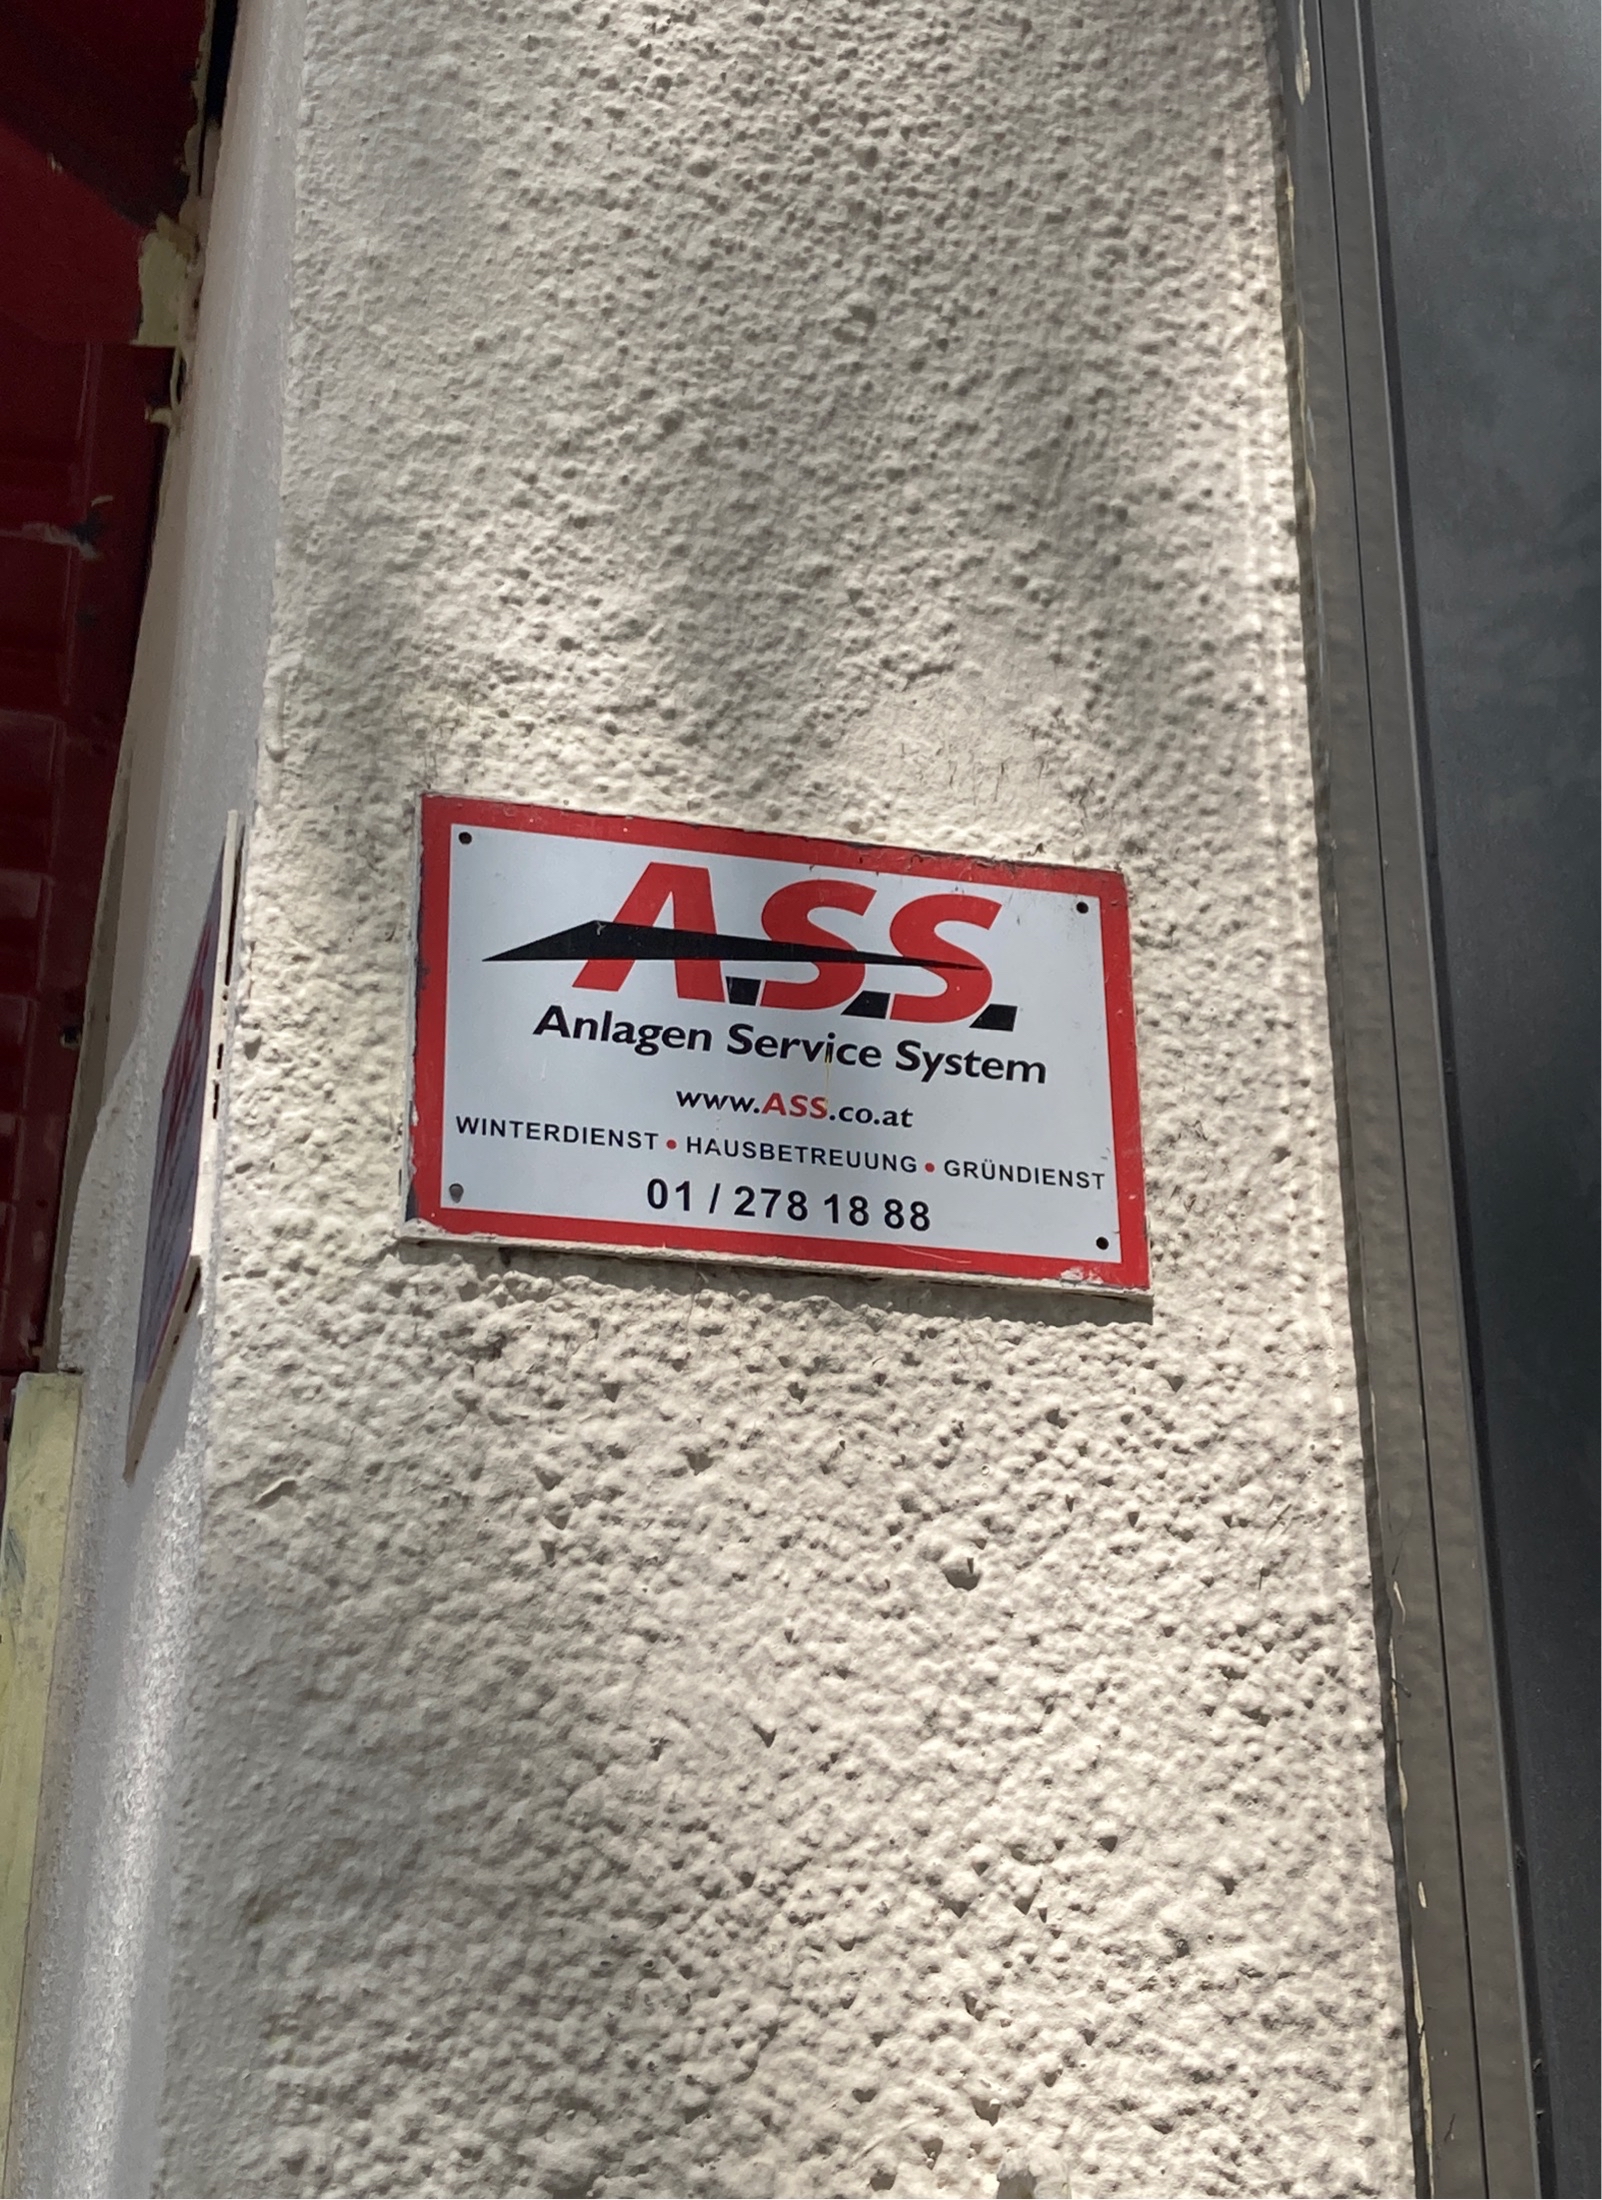 A.S.S.
Anlagen Service System
www.ASS.co.at
WINTERDIENST • HAUSBETREUUNG • GRÜNDIENST
01 / 278 18 88